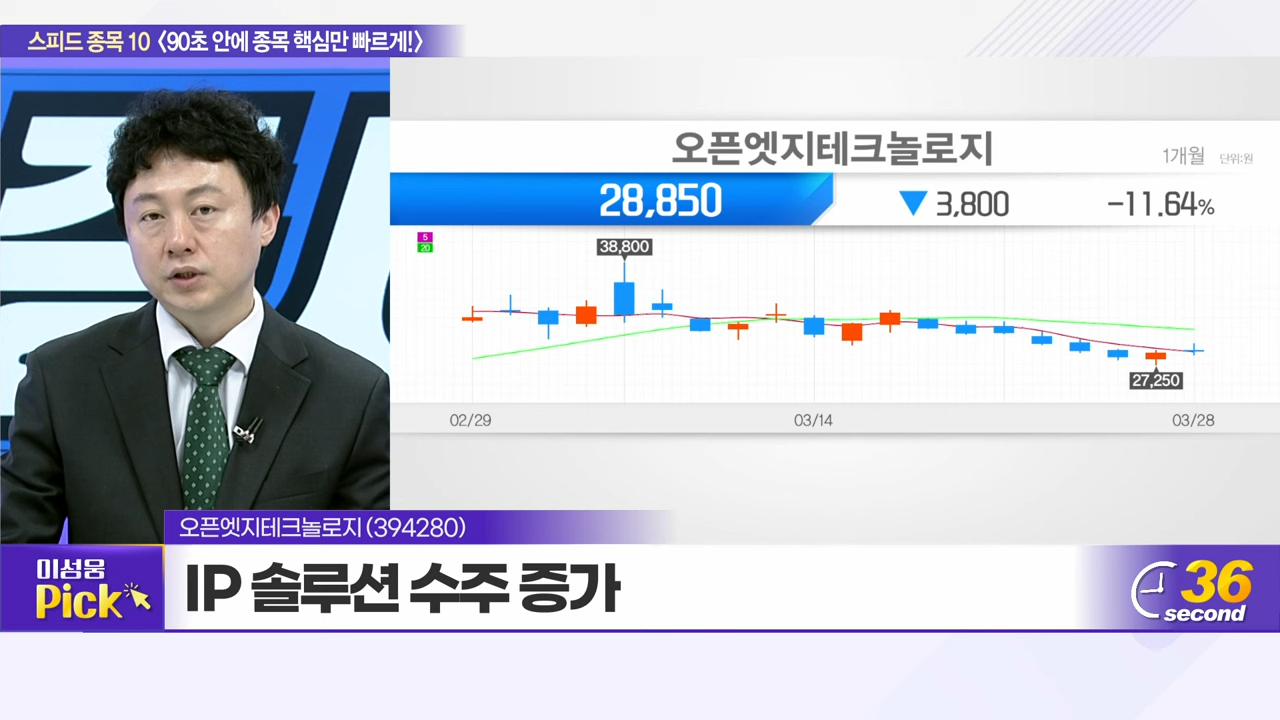 스피드 종목 10 〈90초 안에 종목 핵심만 빠르게!〉
오픈엣지테크놀로지
1개월 단위:원
28,850 ▼ 3,800 -11.64%
5
20
38,800
27,250
02/29 03/14 03/28
오픈엣지테크놀로지 (394280)
이성웅
Pick
IP 솔루션 수주 증가
36
second